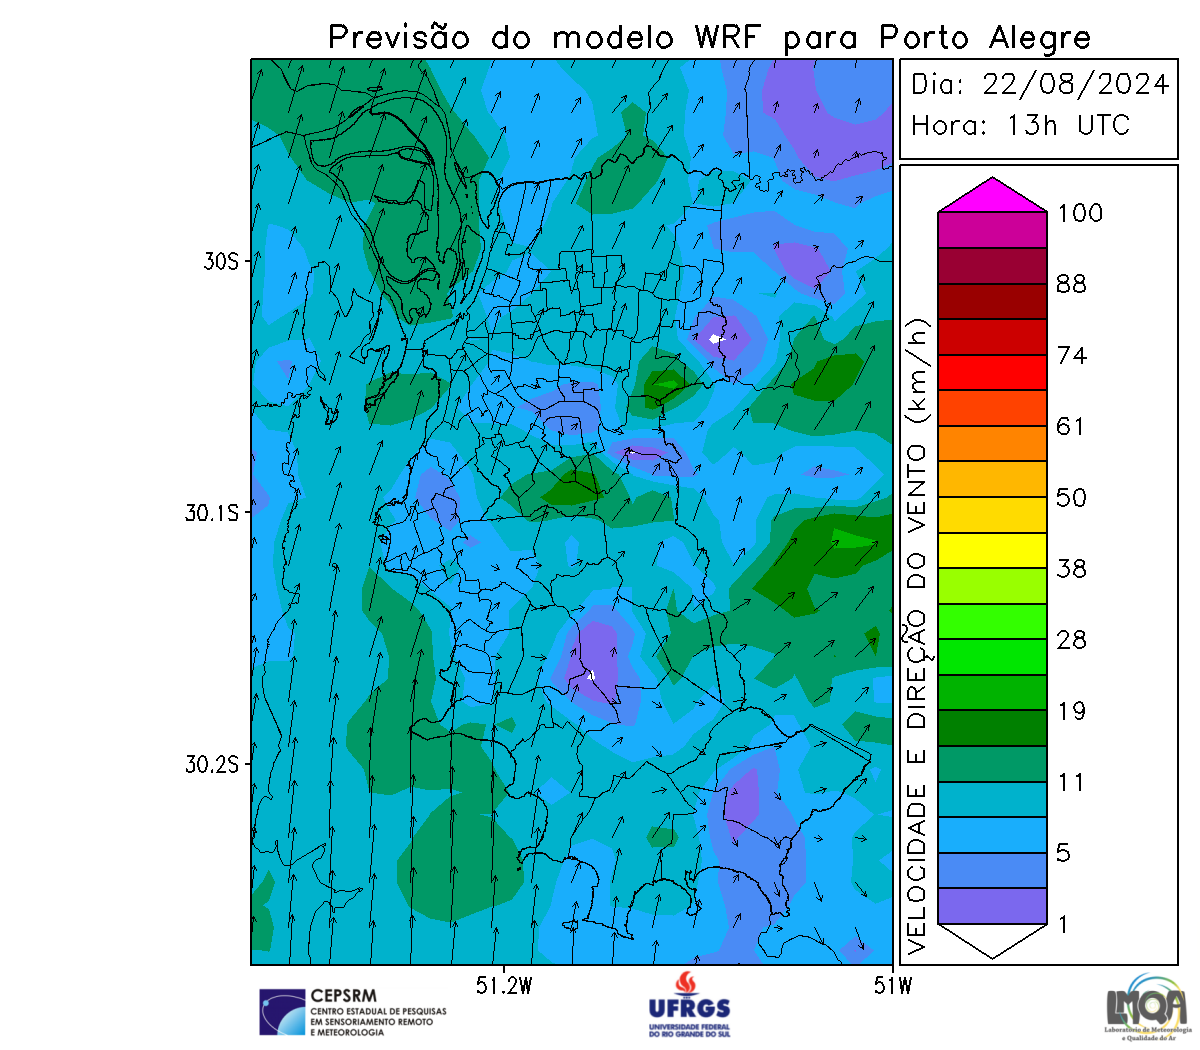 Previsão do modelo WRF para Porto Alegre
Dia: 22/08/2024
Hora: 13h UTC
100
88
74
61
50
38
28
19
11
5
1
VELOCIDADE E DIREÇÃO DO VENTO (km/h)
30S
30.1S
30.2S
51.2W
51W
CEPSRM
CENTRO ESTADUAL DE PESQUISAS
EM SENSORIAMENTO REMOTO
E METEOROLOGIA
UFRGS
UNIVERSIDADE FEDERAL
DO RIO GRANDE DO SUL
LMQA
Laboratório de Meteorologia
e Qualidade do Ar